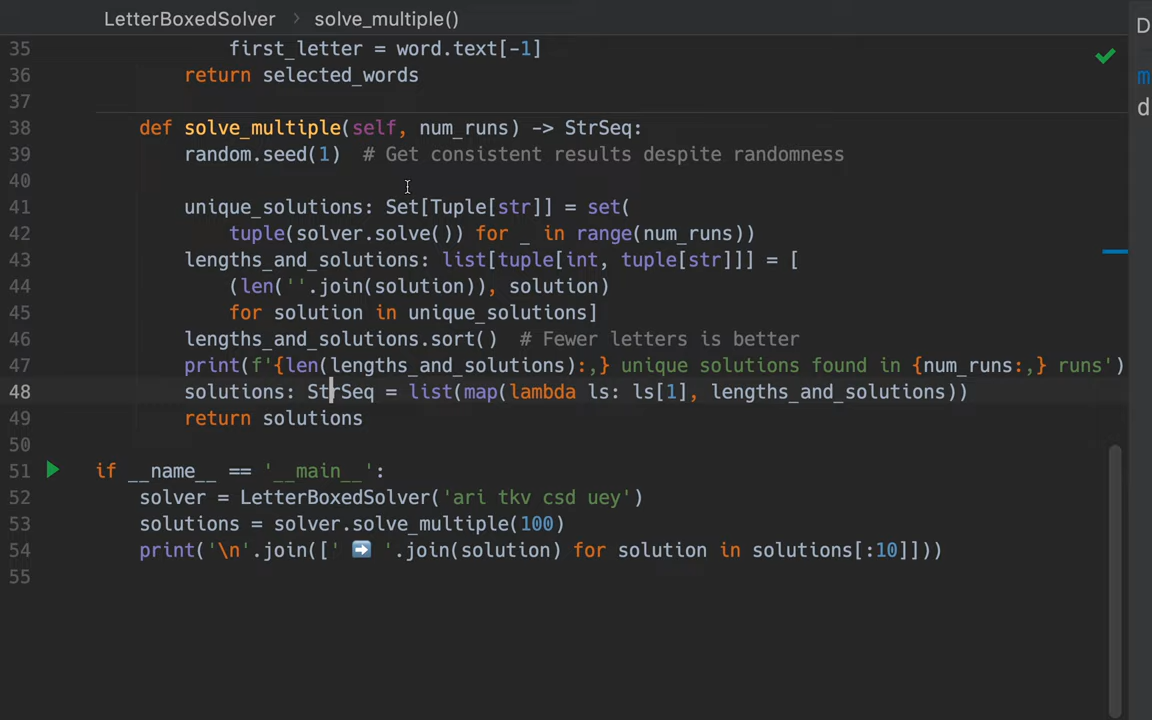 LetterBoxedSolver > solve_multiple()
D
35 first_letter = word.text[-1]
36 return selected_words
m
37
d
38 def solve_multiple(self, num_runs) -> StrSeq:
39 random.seed(1)  # Get consistent results despite randomness
40
41 unique_solutions: Set[Tuple[str]] = set(
42 tuple(solver.solve()) for _ in range(num_runs))
43 lengths_and_solutions: list[tuple[int, tuple[str]]] = [
44 (len(''.join(solution)), solution)
45 for solution in unique_solutions]
46 lengths_and_solutions.sort()  # Fewer letters is better
47 print(f'{len(lengths_and_solutions):,} unique solutions found in {num_runs:,} runs')
48 solutions: StrSeq = list(map(lambda ls: ls[1], lengths_and_solutions))
49 return solutions
50
51 if __name__ == '__main__':
52 solver = LetterBoxedSolver('ari tkv csd uey')
53 solutions = solver.solve_multiple(100)
54 print('\n'.join([' ➡️ '.join(solution) for solution in solutions[:10]]))
55